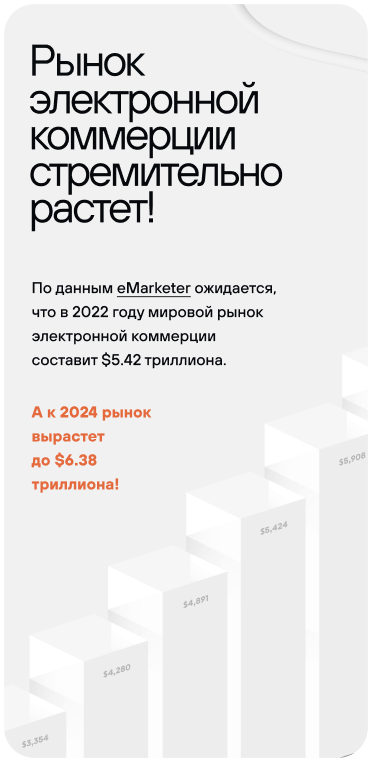 Рынок
электронной
коммерции
стремительно
растет!
По данным eMarketer ожидается,
что в 2022 году мировой рынок
электронной коммерции
составит $5.42 триллиона.
А к 2024 рынок
вырастет
до $6.38
триллиона!
$5,908
$5,424
$4,891
$4,280
$3,354